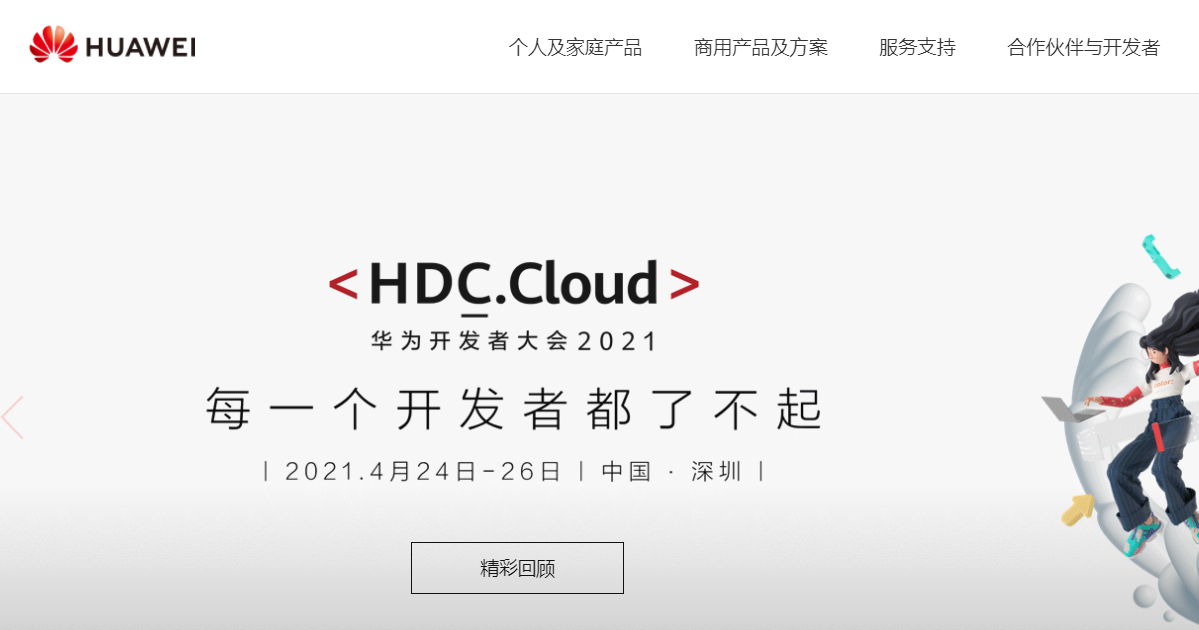 HUAWEI
个人及家庭产品 商用产品及方案 服务支持 合作伙伴与开发者
<HDC.Cloud>
华为开发者大会2021
每一个开发者都了不起
| 2021.4月24日-26日 | 中国 · 深圳 |
精彩回顾